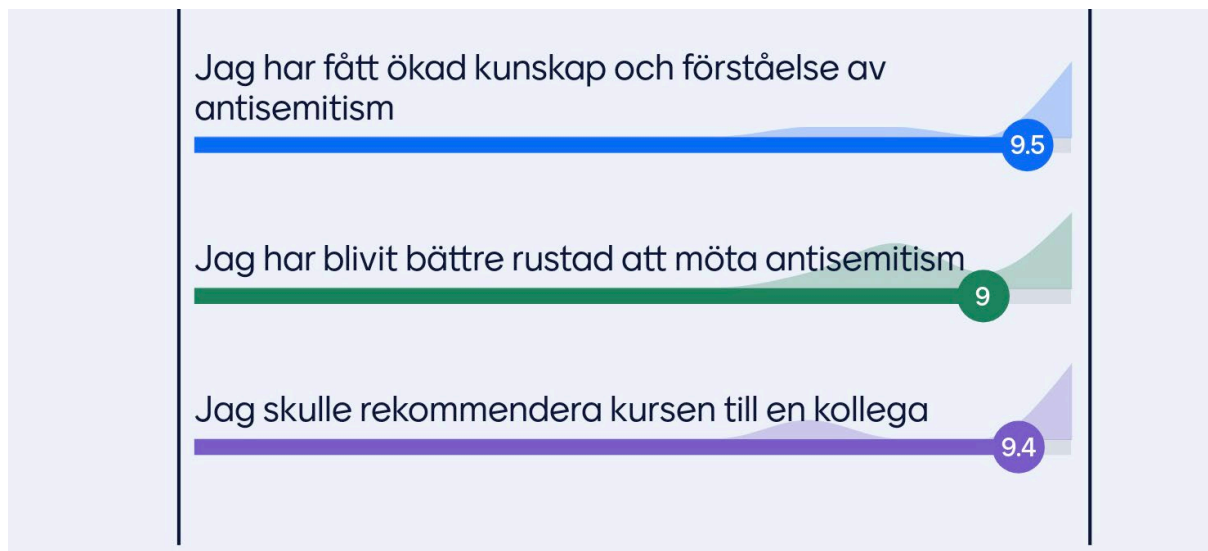 Jag har fått ökad kunskap och förståelse av
antisemitism
9.5
Jag har blivit bättre rustad att möta antisemitism
9
Jag skulle rekommendera kursen till en kollega
9.4